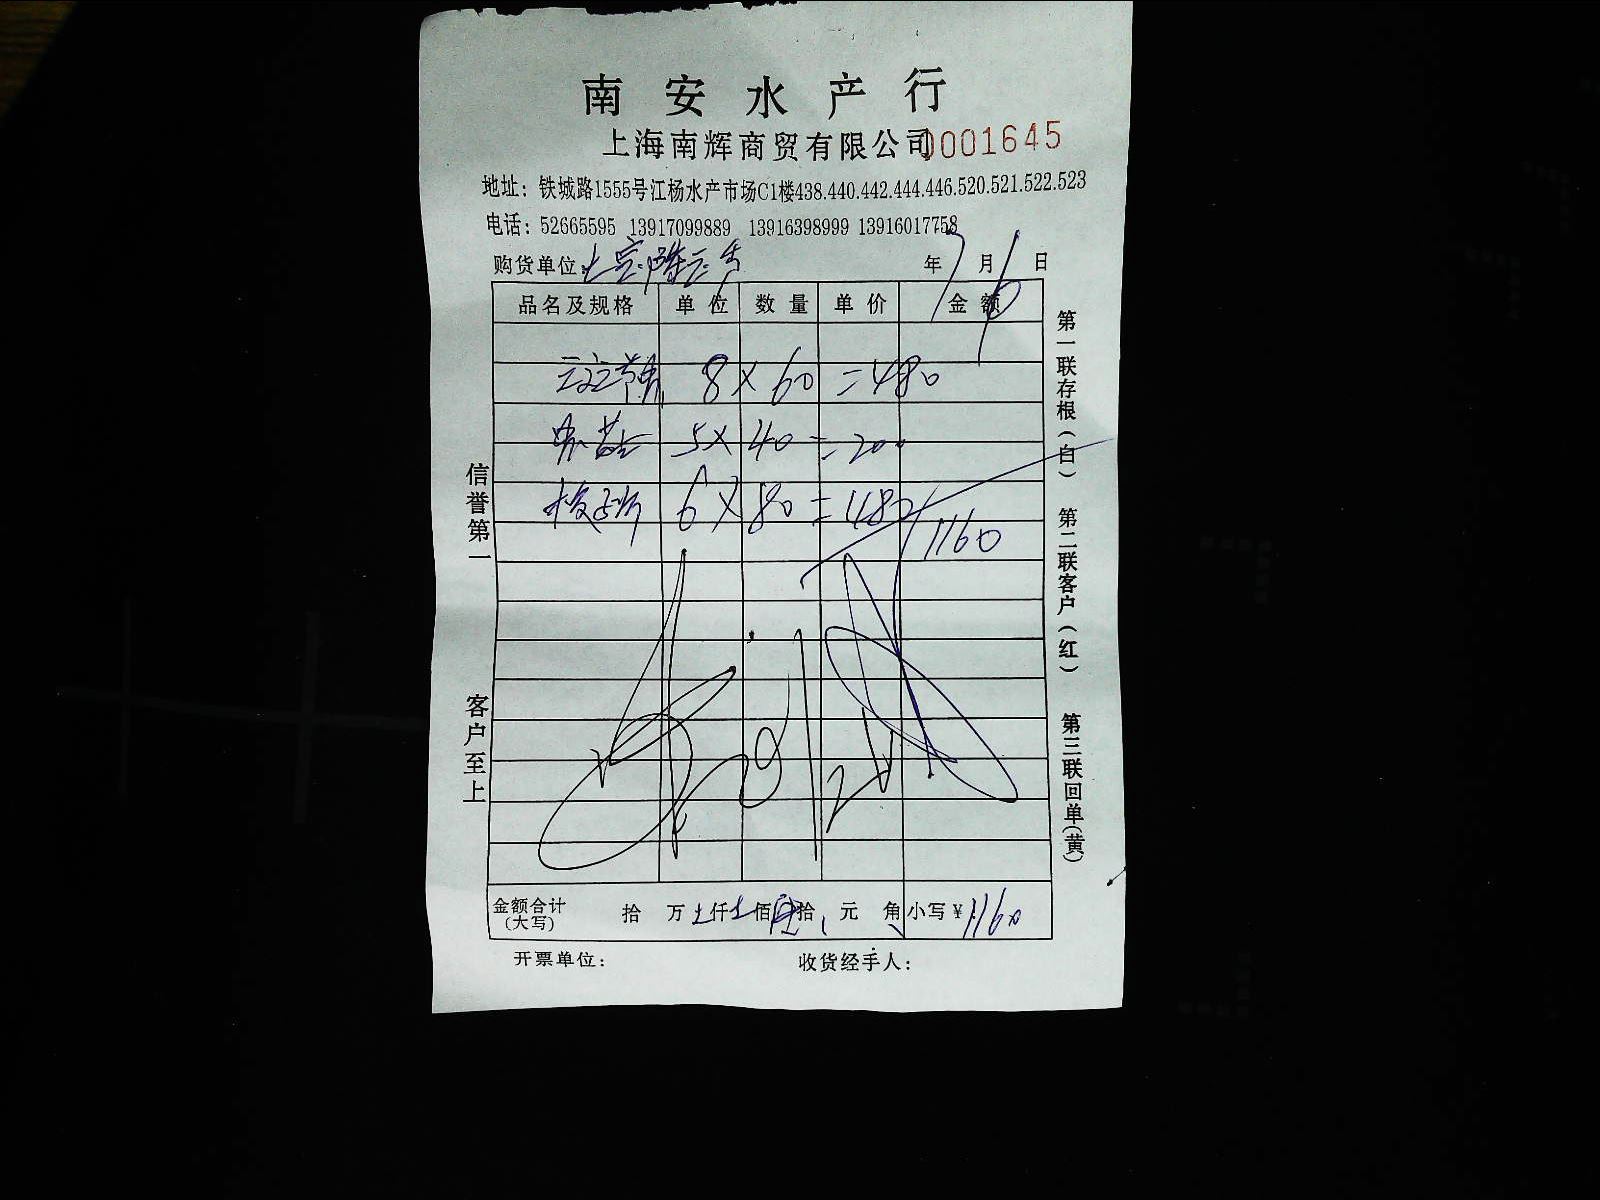 南安水产行
上海南辉商贸有限公司 0001645
地址：铁城路1555号江杨水产市场C1楼438.440.442.444.446.520.521.522.523
电话：52665595 13917099889 13916398999 13916017758
购货单位 年 7 月 6 日
品名及规格 单位 数量 单价 金额
8×60=480
5×40=200
6×80=480
1160
金额合计(大写) 拾 万 仟 佰 拾 元 角 小写¥1160
开票单位： 收货经手人：
信誉第一
客户至上
第一联存根(白)
第二联客户(红)
第三联回单(黄)